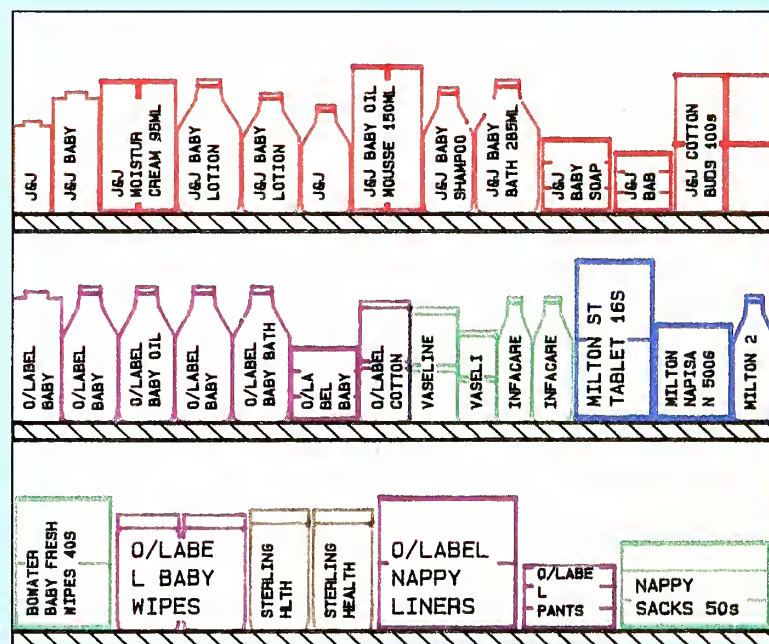 J&J
J&J BABY
J&J
MOISTUR
CREAM 95ML
J&J BABY
LOTION
J&J BABY
LOTION
J&J
J&J BABY OIL
MOUSSE 150ML
J&J BABY
SHAMPOO
J&J BABY
BATH 285ML
J&J
BABY
SOAP
J&J
BAB
J&J COTTON
BUDS 100s
O/LABEL
BABY
O/LABEL
BABY
O/LABEL
BABY OIL
O/LABEL
BABY
O/LABEL
BABY BATH
O/LA
BEL BABY
O/LABEL
COTTON
VASELINE
VASELI
INFACARE
INFACARE
MILTON ST
TABLET 16S
MILTON
NAPISA
N 500G
MILTON 2
BOWATER
BABY FRESH
WIPES 40S
O/LABE
L BABY
WIPES
STERLING
HLTH
STERLING
HEALTH
O/LABEL
NAPPY
LINERS
O/LABE
L
PANTS
NAPPY
SACKS 50s